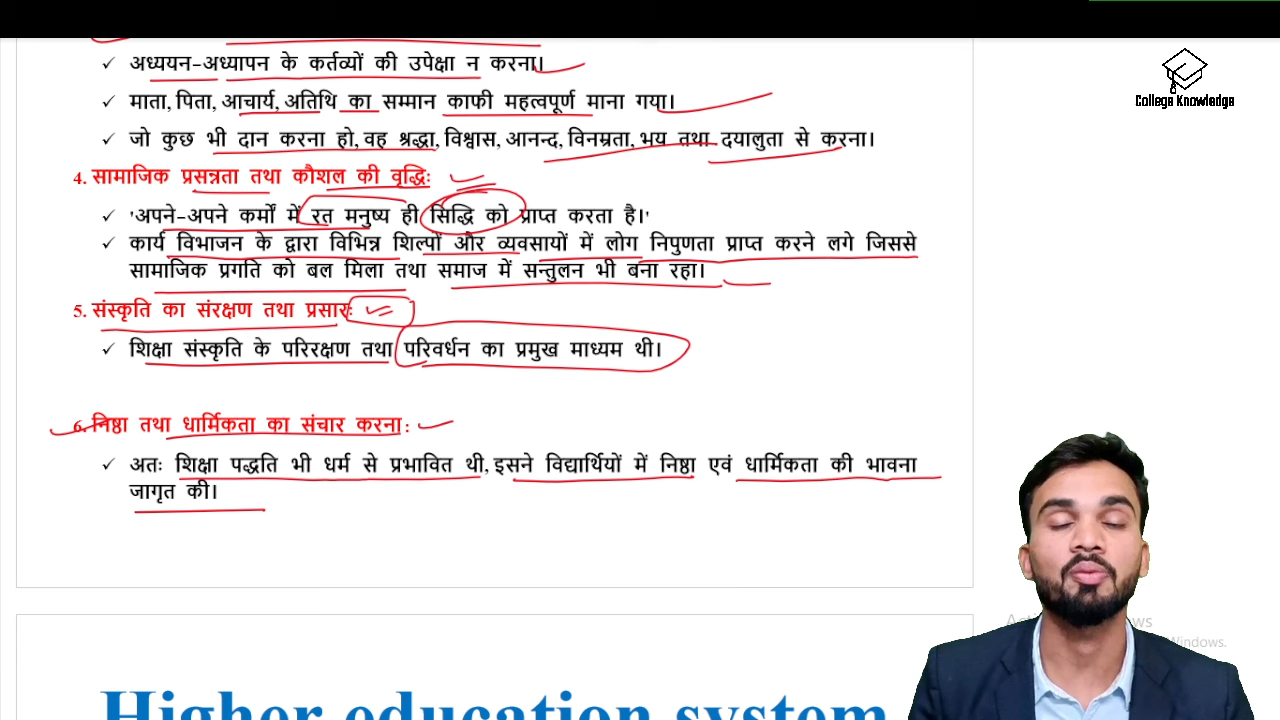 अध्ययन-अध्यापन के कर्तव्यों की उपेक्षा न करना।
माता, पिता, आचार्य, अतिथि का सम्मान काफी महत्वपूर्ण माना गया।
जो कुछ भी दान करना हो, वह श्रद्धा, विश्वास, आनन्द, विनम्रता, भय तथा दयालुता से करना।
4. सामाजिक प्रसन्नता तथा कौशल की वृद्धिः
'अपने-अपने कर्मों में रत मनुष्य ही सिद्धि को प्राप्त करता है।'
कार्य विभाजन के द्वारा विभिन्न शिल्पों और व्यवसायों में लोग निपुणता प्राप्त करने लगे जिससे
सामाजिक प्रगति को बल मिला तथा समाज में सन्तुलन भी बना रहा।
5. संस्कृति का संरक्षण तथा प्रसारः
शिक्षा संस्कृति के परिरक्षण तथा परिवर्धन का प्रमुख माध्यम थी।
6. निष्ठा तथा धार्मिकता का संचार करना:
अतः शिक्षा पद्धति भी धर्म से प्रभावित थी, इसने विद्यार्थियों में निष्ठा एवं धार्मिकता की भावना
जागृत की।
Higher education system
College Knowledge
Windows.